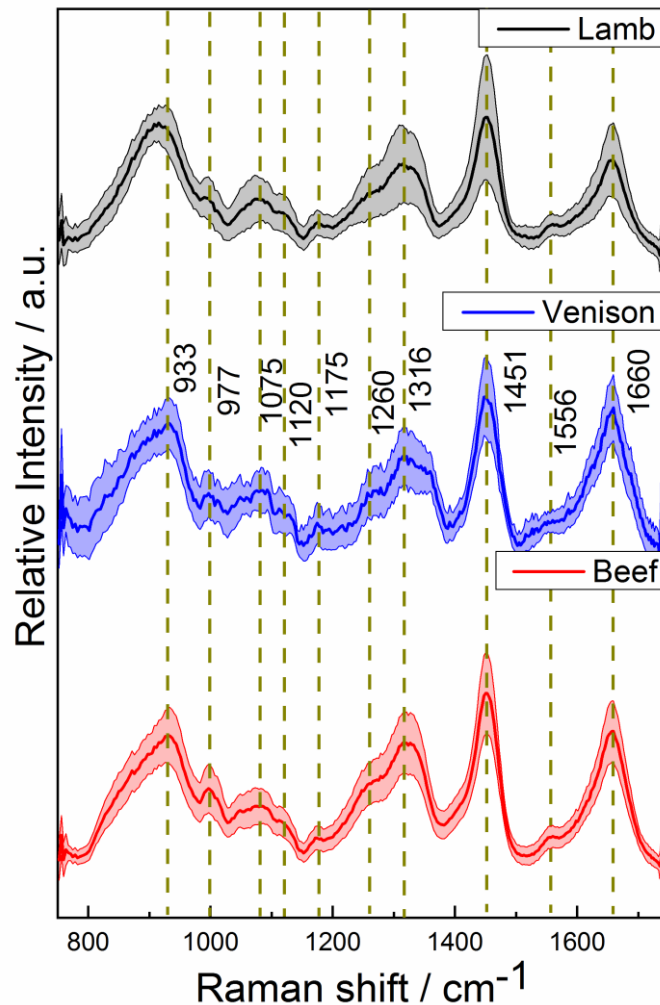 Lamb
Venison
933
977
1075
1120
1175
1260
1316
1451
1556
1660
Beef
Relative Intensity / a.u.
800 1000 1200 1400 1600
Raman shift / cm-1